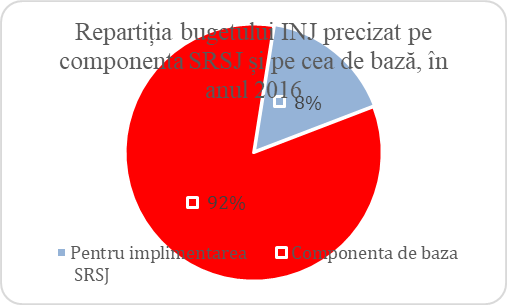 Repartiția bugetului INJ precizat pe
componenta SRSJ și pe cea de bază, în
anul 2016
8%
92%
Pentru implimentarea
SRSJ
Componenta de baza